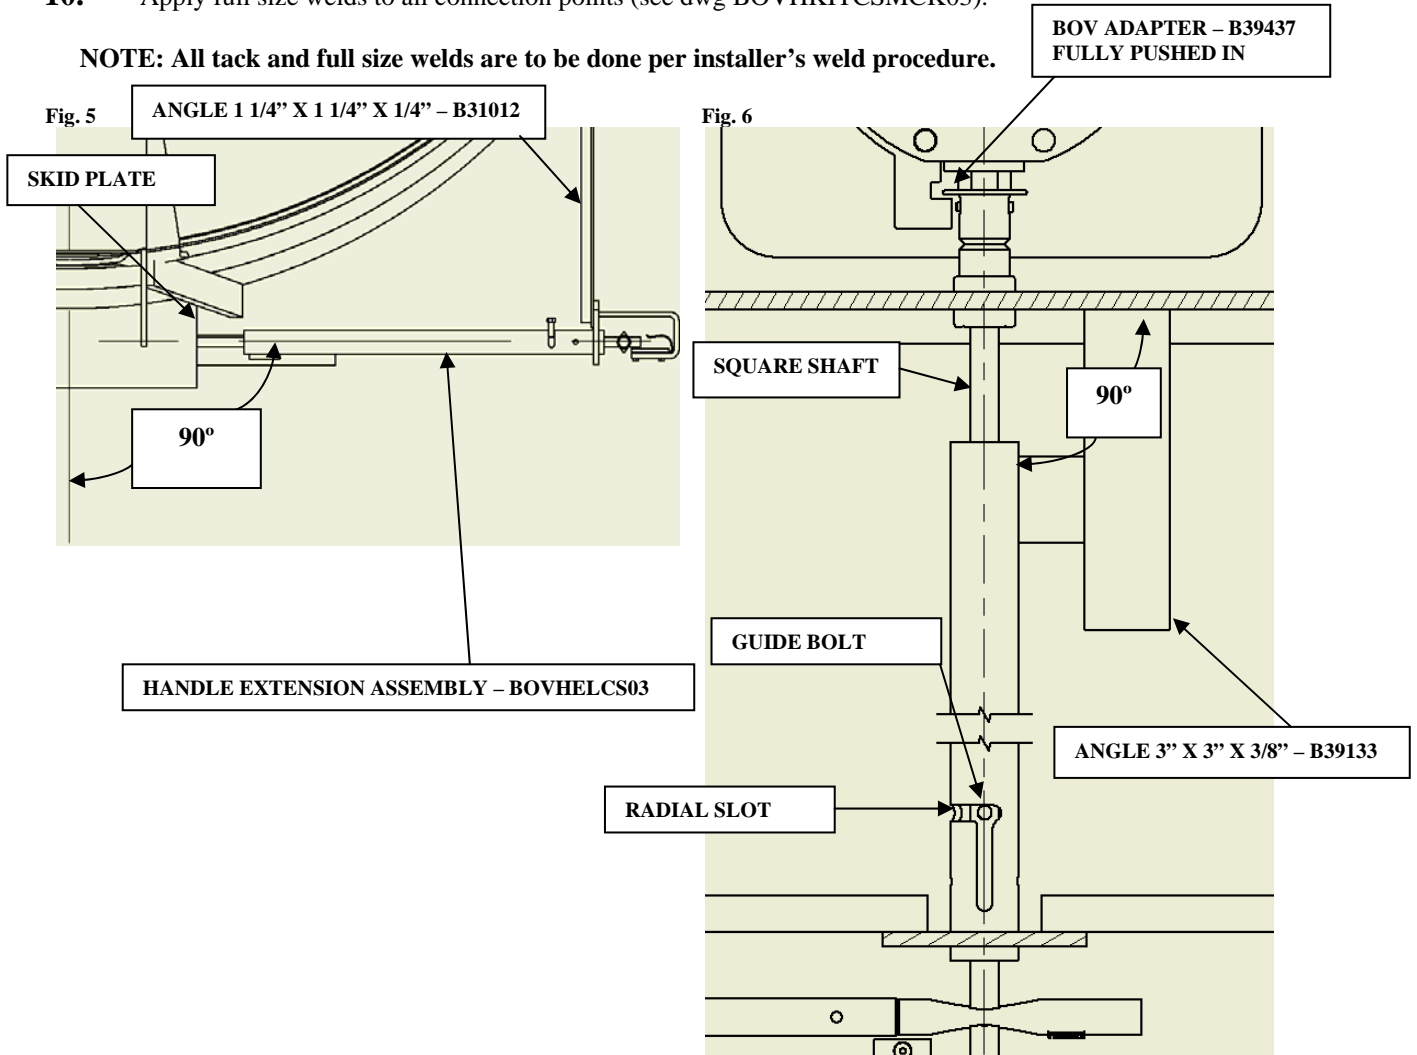 10. Apply full size welds to all connection points (see dwg BOVHKITCSMCR03).
NOTE: All tack and full size welds are to be done per installer’s weld procedure.
BOV ADAPTER – B39437
FULLY PUSHED IN
Fig. 5
ANGLE 1 1/4” X 1 1/4” X 1/4” – B31012
SKID PLATE
90º
HANDLE EXTENSION ASSEMBLY – BOVHELCS03
Fig. 6
SQUARE SHAFT
90º
GUIDE BOLT
ANGLE 3” X 3” X 3/8” – B39133
RADIAL SLOT